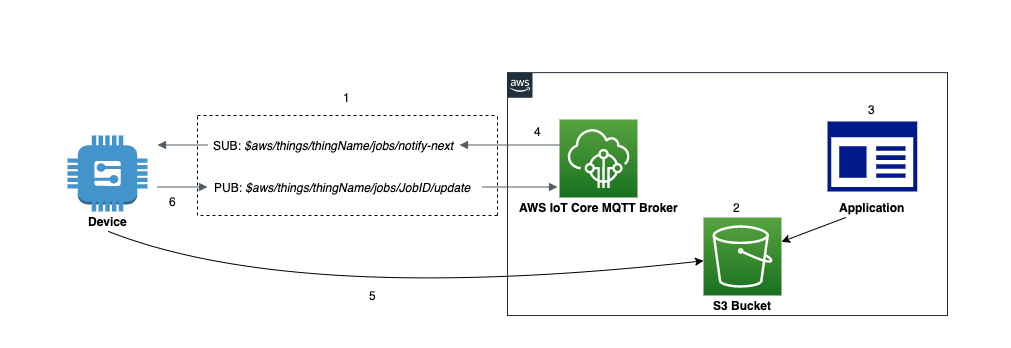 aws
1
3
4
SUB: $aws/things/thingName/jobs/notify-next
PUB: $aws/things/thingName/jobs/JobID/update
6
Device
AWS IoT Core MQTT Broker
2
Application
5
S3 Bucket